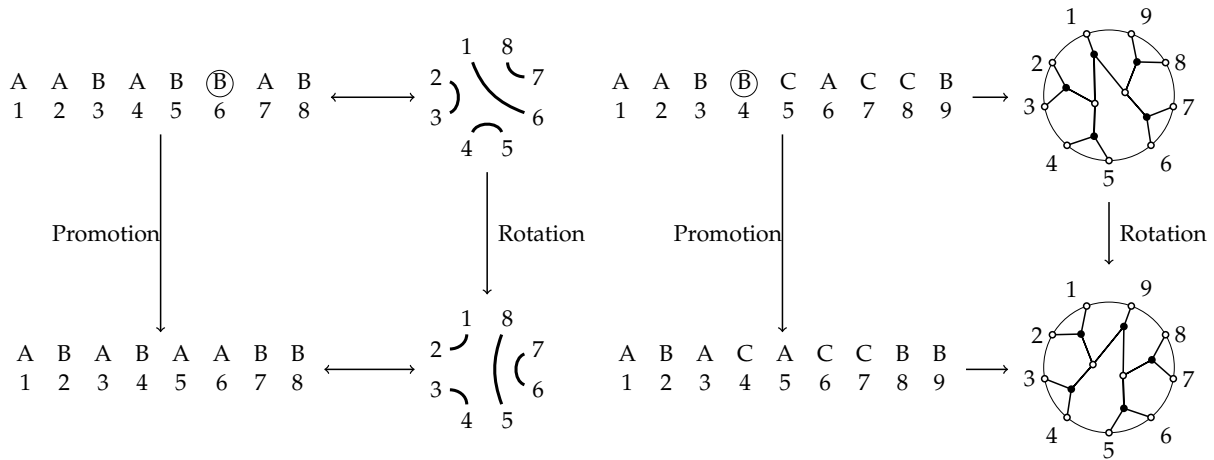 A A B A B B A B
1 2 3 4 5 6 7 8
1 8
2 7
3 6
4 5
A A B B C A C C B
1 2 3 4 5 6 7 8 9
1 9
2 8
3 7
4 6
5
Promotion
Rotation
Promotion
Rotation
A B A B A A B B
1 2 3 4 5 6 7 8
1 8
2 7
3 6
4 5
A B A C A C C B B
1 2 3 4 5 6 7 8 9
1 9
2 8
3 7
4 6
5